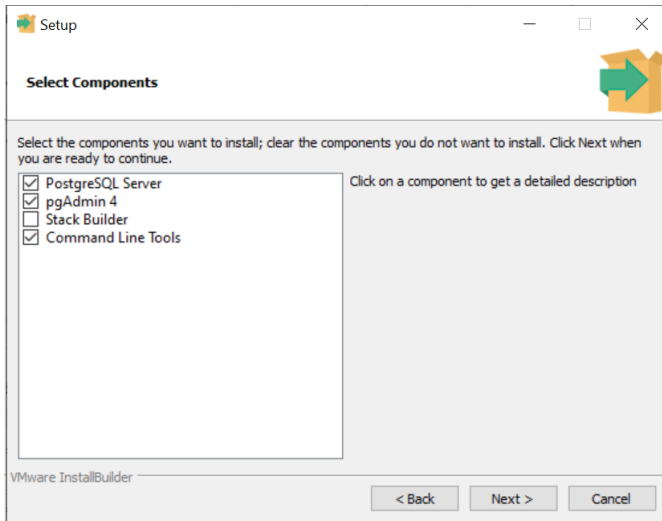 Setup
Select Components
Select the components you want to install; clear the components you do not want to install. Click Next when
you are ready to continue.
PostgreSQL Server
pgAdmin 4
Stack Builder
Command Line Tools
Click on a component to get a detailed description
VMware InstallBuilder
< Back
Next >
Cancel